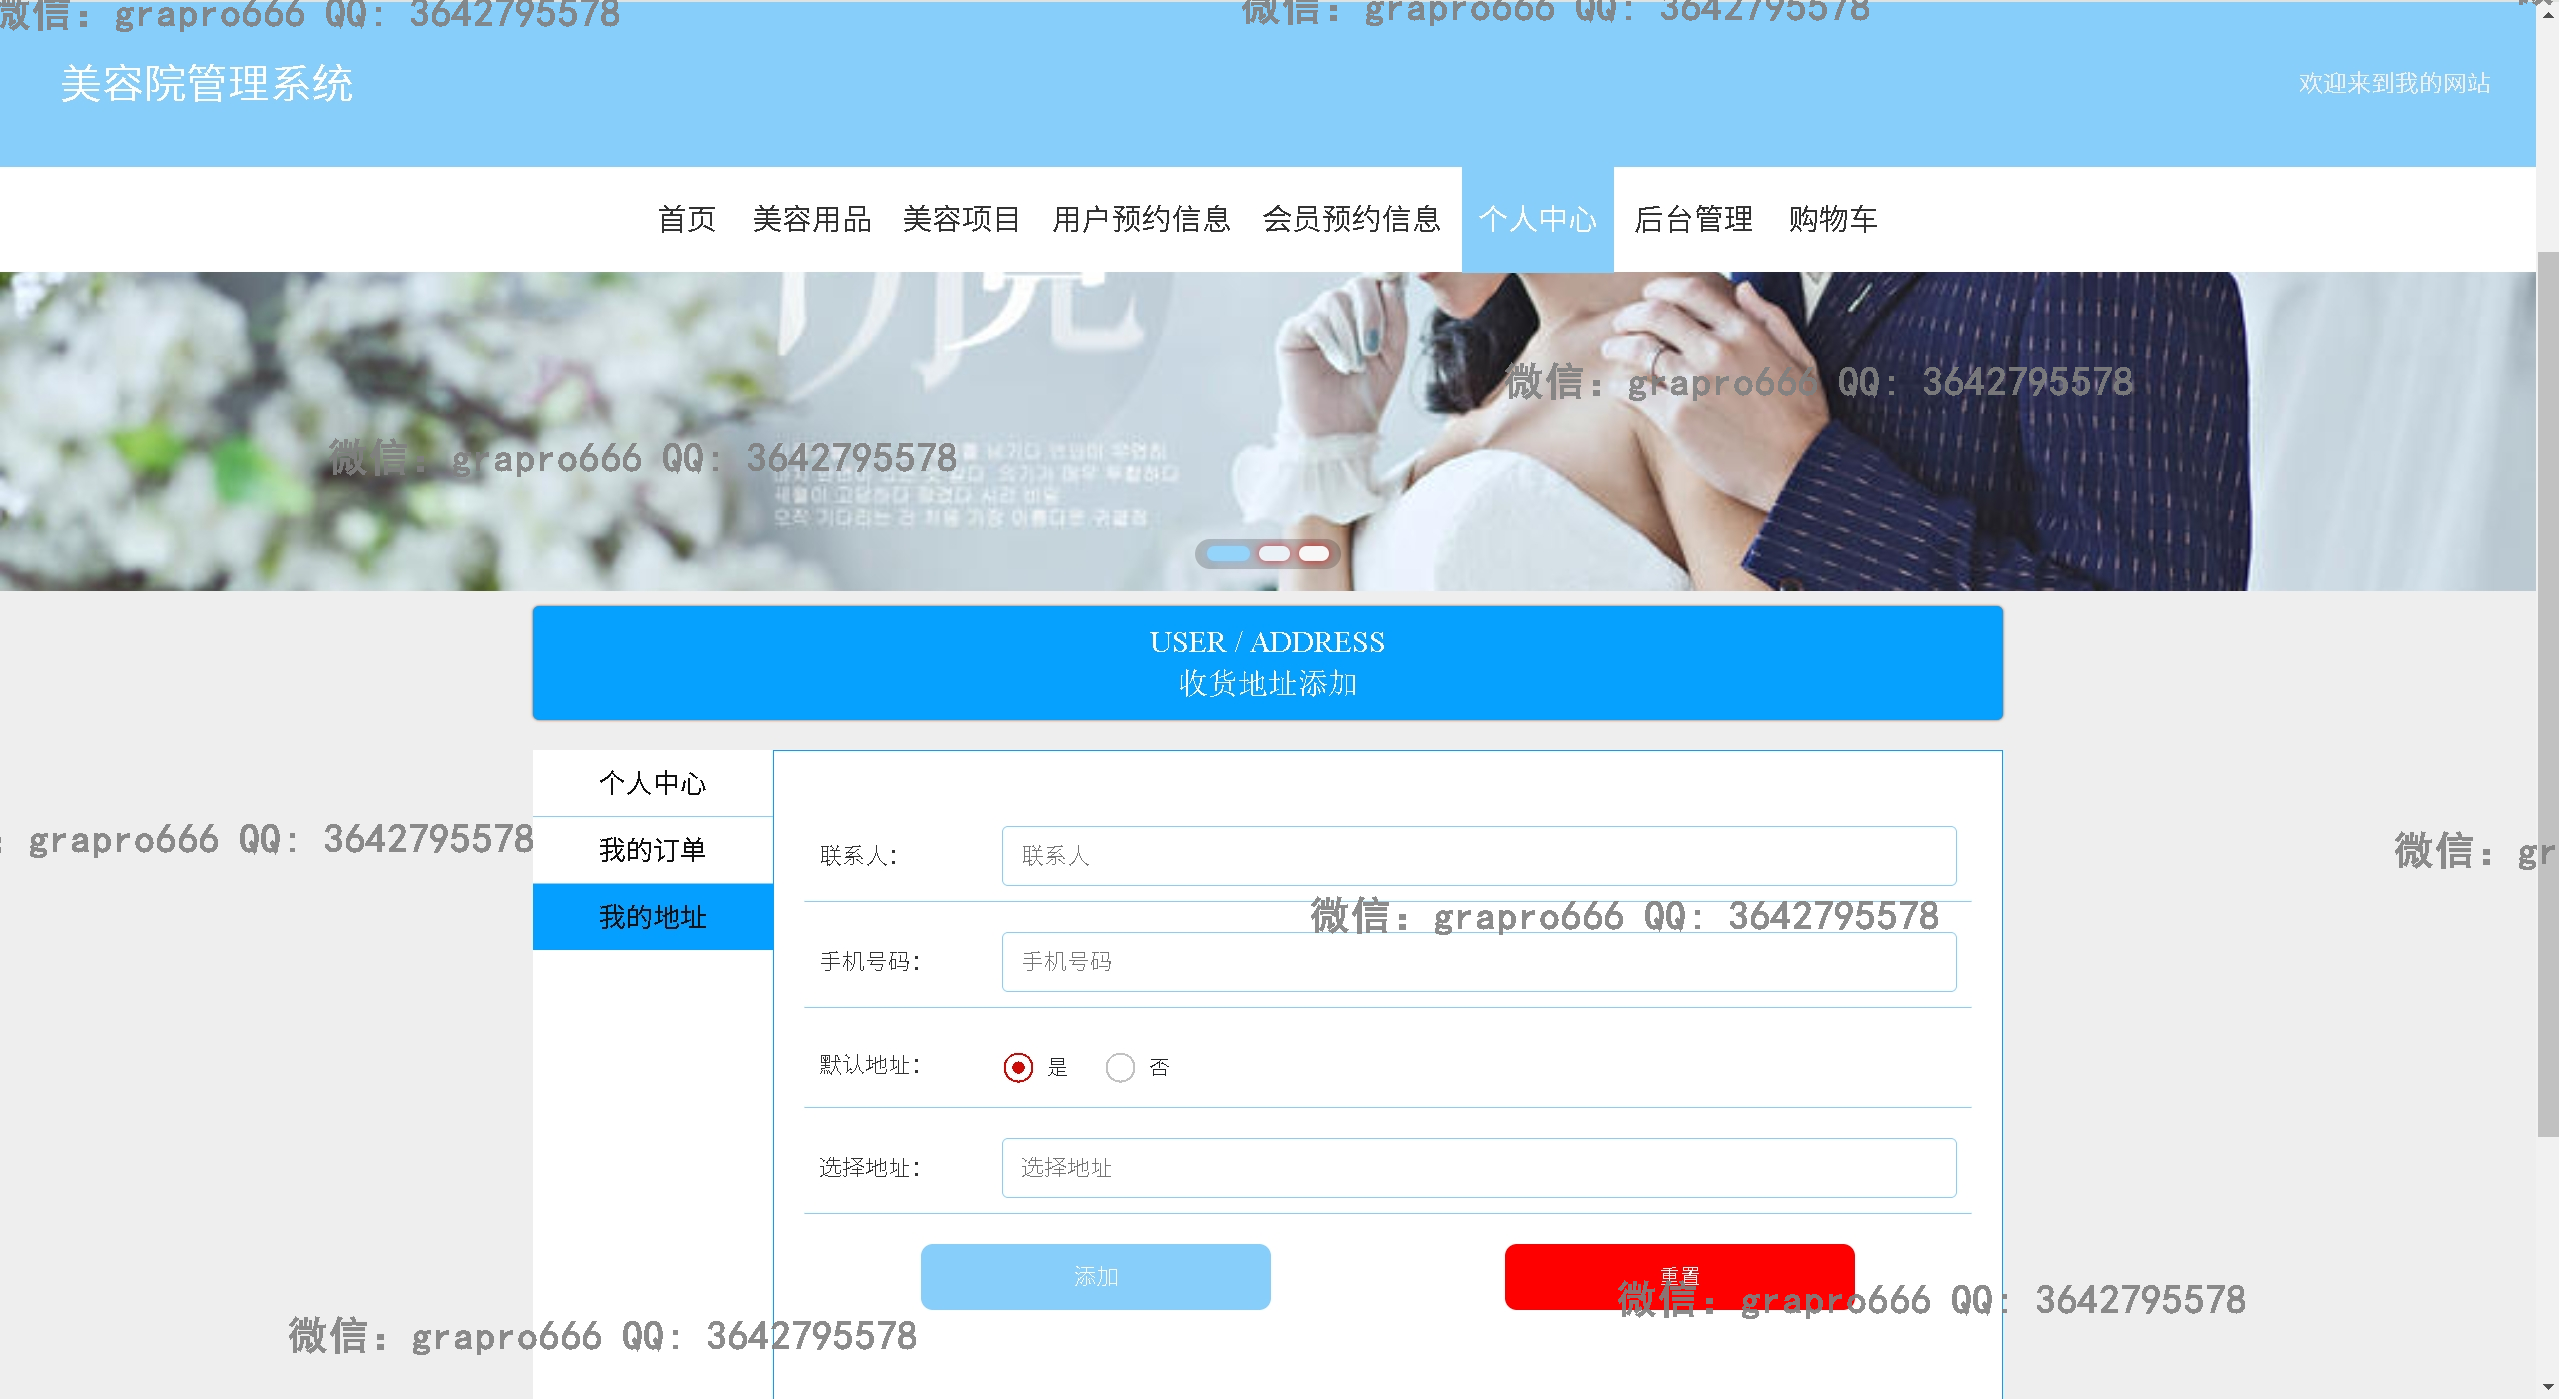 微信: grapro666 QQ: 3642795578
微信: grapro666 QQ: 3642795578
美容院管理系统
欢迎来到我的网站
首页 美容用品 美容项目 用户预约信息 会员预约信息 个人中心 后台管理 购物车
微信: grapro666 QQ: 3642795578
微信: grapro666 QQ: 3642795578
USER / ADDRESS
收货地址添加
个人中心
我的订单
我的地址
: grapro666 QQ: 3642795578
微信: gr
联系人:
联系人
微信: grapro666 QQ: 3642795578
手机号码:
手机号码
默认地址:
是 否
选择地址:
选择地址
添加
重置
微信: grapro666 QQ: 3642795578
微信: grapro666 QQ: 3642795578